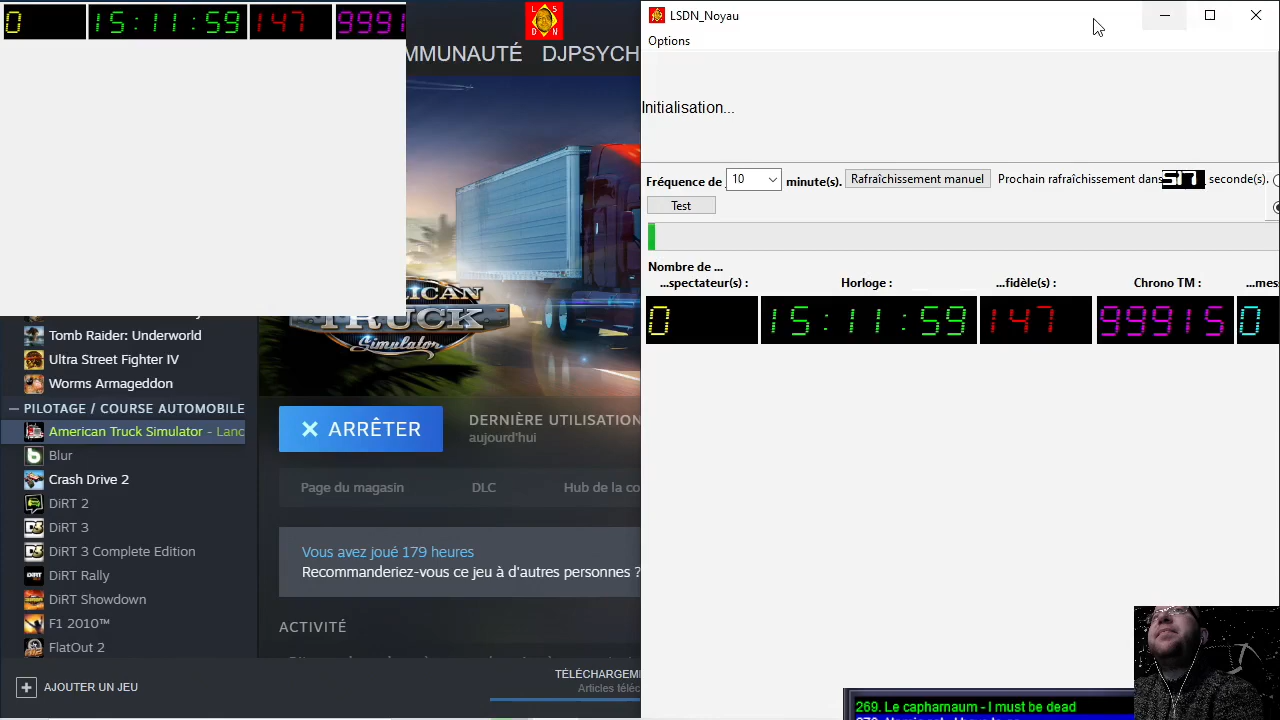 0 15:11:59 147 9991
L S D N
MMUNAUTÉ DJPSYCH
LSDN_Noyau
Options
Initialisation...
Fréquence de 10 minute(s). Rafraîchissement manuel Prochain rafraîchissement dans seconde(s).
Test
Nombre de ...
...spectateur(s) : Horloge : ...fidèle(s) : Chrono TM : ...mes
0 15:11:59 147 99915 0
ICAN
TRUCK
Simulator
Tomb Raider: Underworld
Ultra Street Fighter IV
Worms Armageddon
— PILOTAGE / COURSE AUTOMOBILE
American Truck Simulator - Lanc
Blur
Crash Drive 2
DiRT 2
DiRT 3
DiRT 3 Complete Edition
DiRT Rally
DiRT Showdown
F1 2010™
FlatOut 2
+ AJOUTER UN JEU
X ARRÊTER
DERNIÈRE UTILISATION
aujourd'hui
Page du magasin DLC Hub de la co
Vous avez joué 179 heures
Recommanderiez-vous ce jeu à d'autres personnes ?
ACTIVITÉ
TÉLÉCHARGEM
Articles téléc
269. Le capharnaum - I must be dead